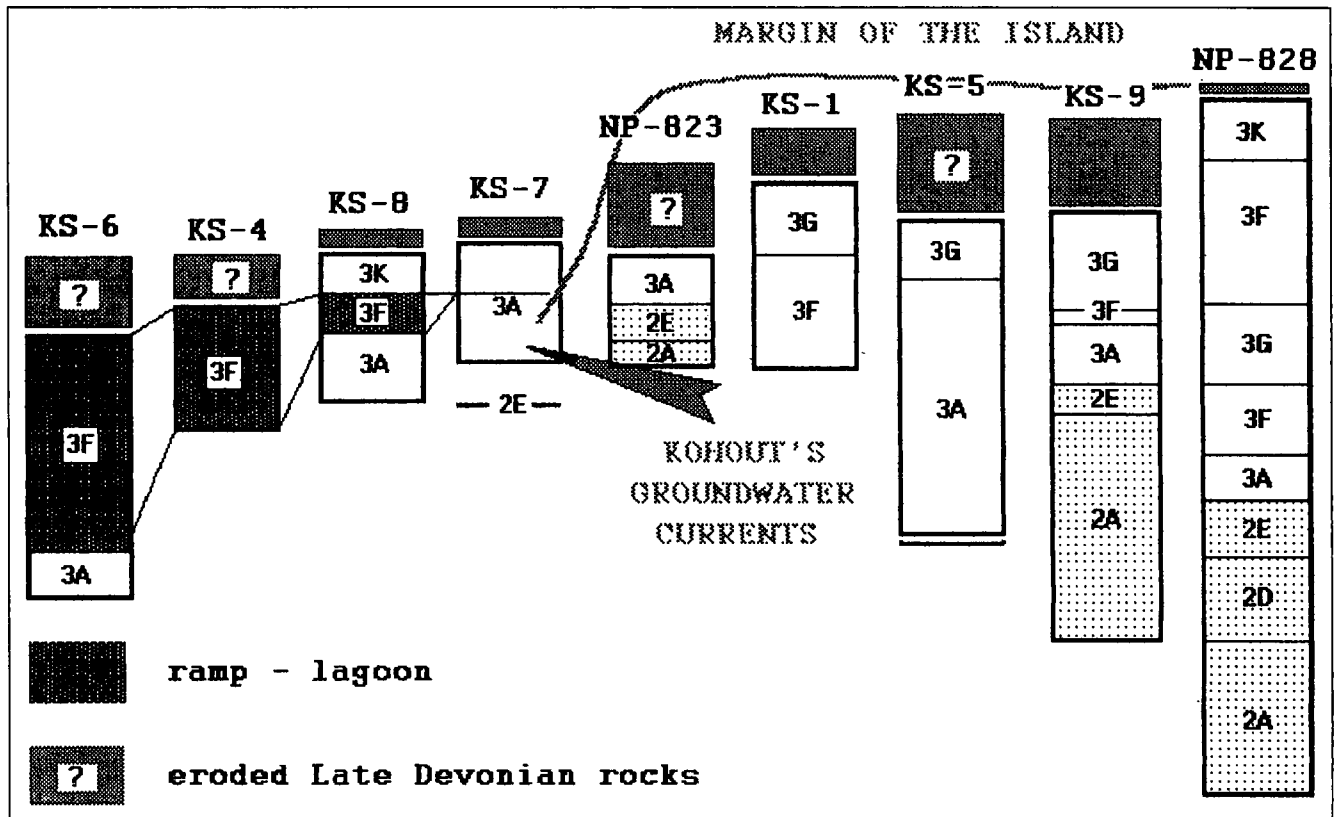 MARGIN OF THE ISLAND
NP-828
KS=5
KS-9
KS-1
NP-823
KS-7
KS-8
KS-4
KS-6
?
3F
3A
?
3F
3K
3F
3A
3A
2E
?
3A
2E
2A
3G
3F
?
3G
3A
3G
3F
3A
2E
2A
3K
3F
3G
3F
3A
2E
2D
2A
KOHOUT'S
GROUNDWATER
CURRENTS
ramp - lagoon
? eroded Late Devonian rocks